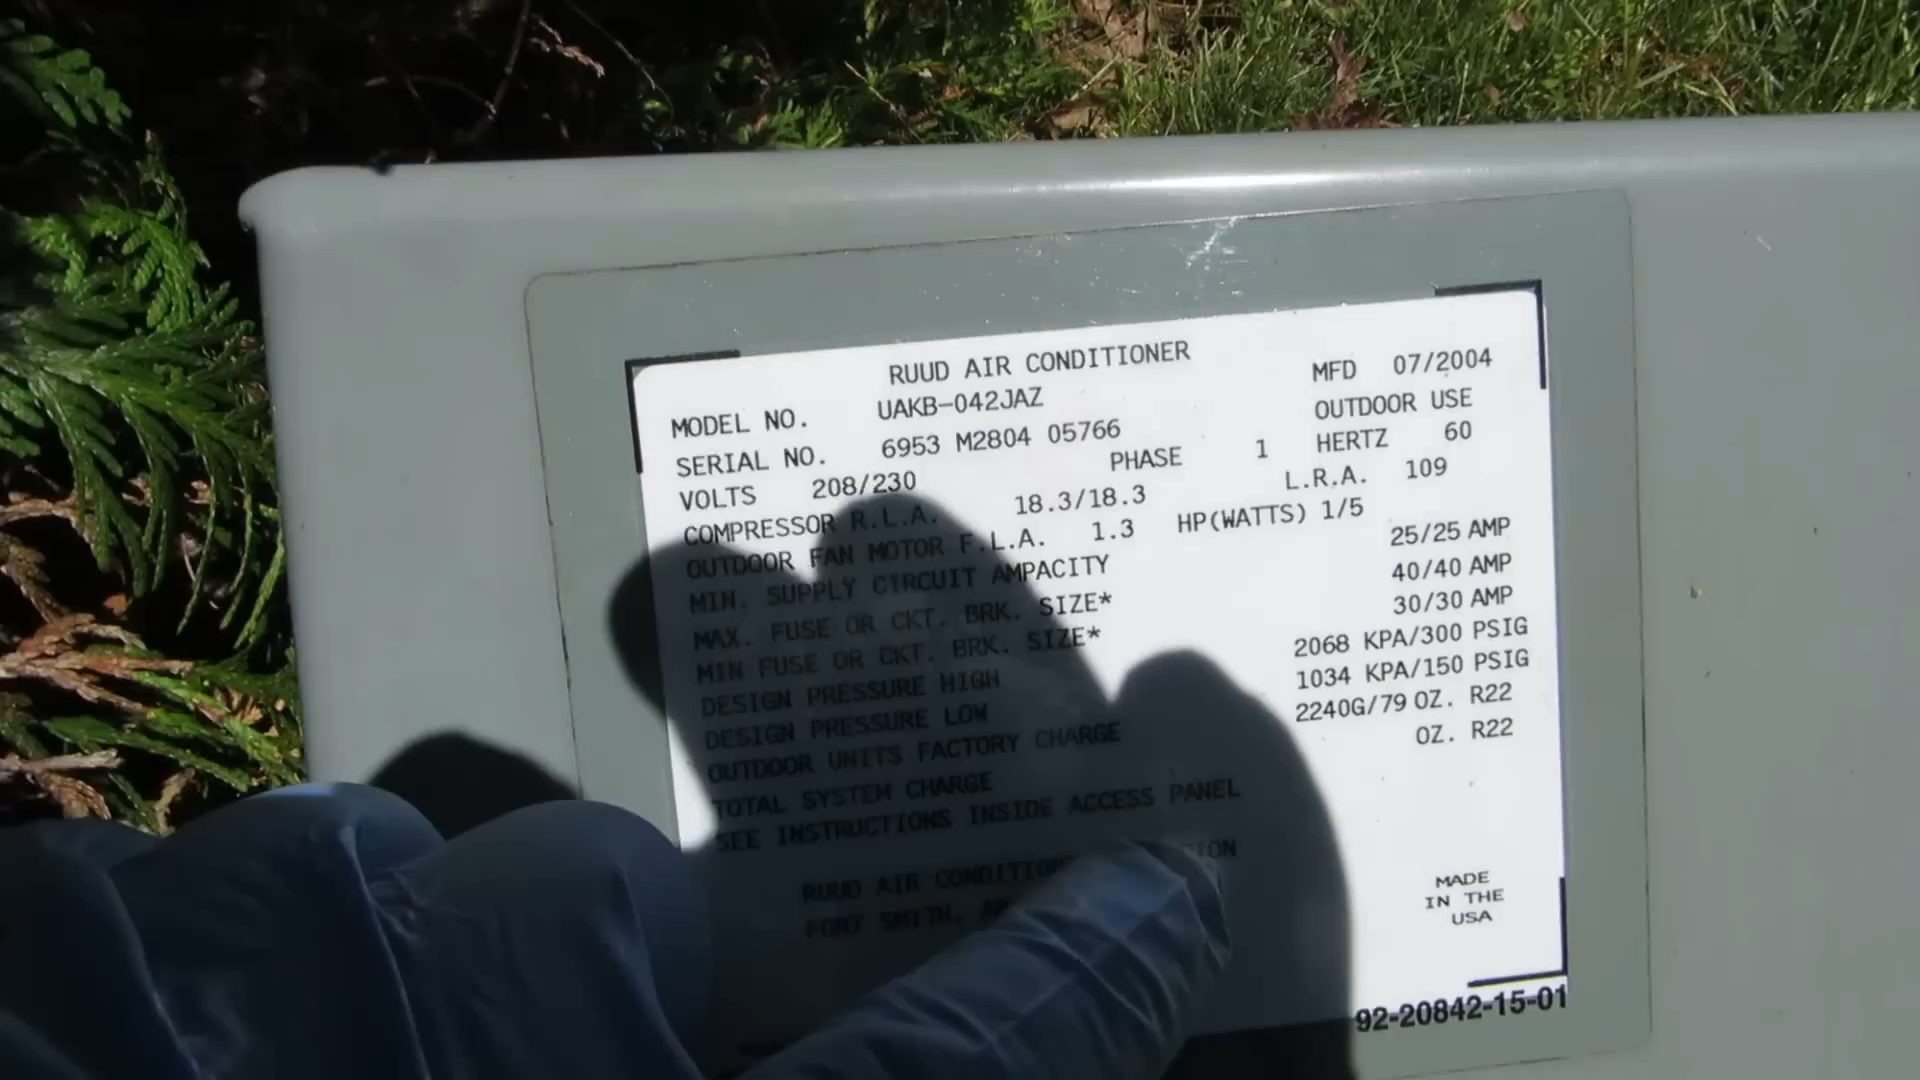 RUUD AIR CONDITIONER
MFD 07/2004
MODEL NO. UAKB-042JAZ
OUTDOOR USE
SERIAL NO. 6953 M2804 05766
VOLTS 208/230 PHASE 1 HERTZ 60
COMPRESSOR R.L.A. 18.3/18.3 L.R.A. 109
OUTDOOR FAN MOTOR F.L.A. 1.3 HP(WATTS) 1/5
MIN. SUPPLY CIRCUIT AMPACITY 25/25 AMP
MAX. FUSE OR CKT. BRK. SIZE* 40/40 AMP
MIN FUSE OR CKT. BRK. SIZE* 30/30 AMP
DESIGN PRESSURE HIGH 2068 KPA/300 PSIG
DESIGN PRESSURE LOW 1034 KPA/150 PSIG
OUTDOOR UNITS FACTORY CHARGE 2240G/79 OZ. R22
TOTAL SYSTEM CHARGE OZ. R22
SEE INSTRUCTIONS INSIDE ACCESS PANEL
RUUD AIR
FORT SMITH,
MADE
IN THE
USA
92-20842-15-01